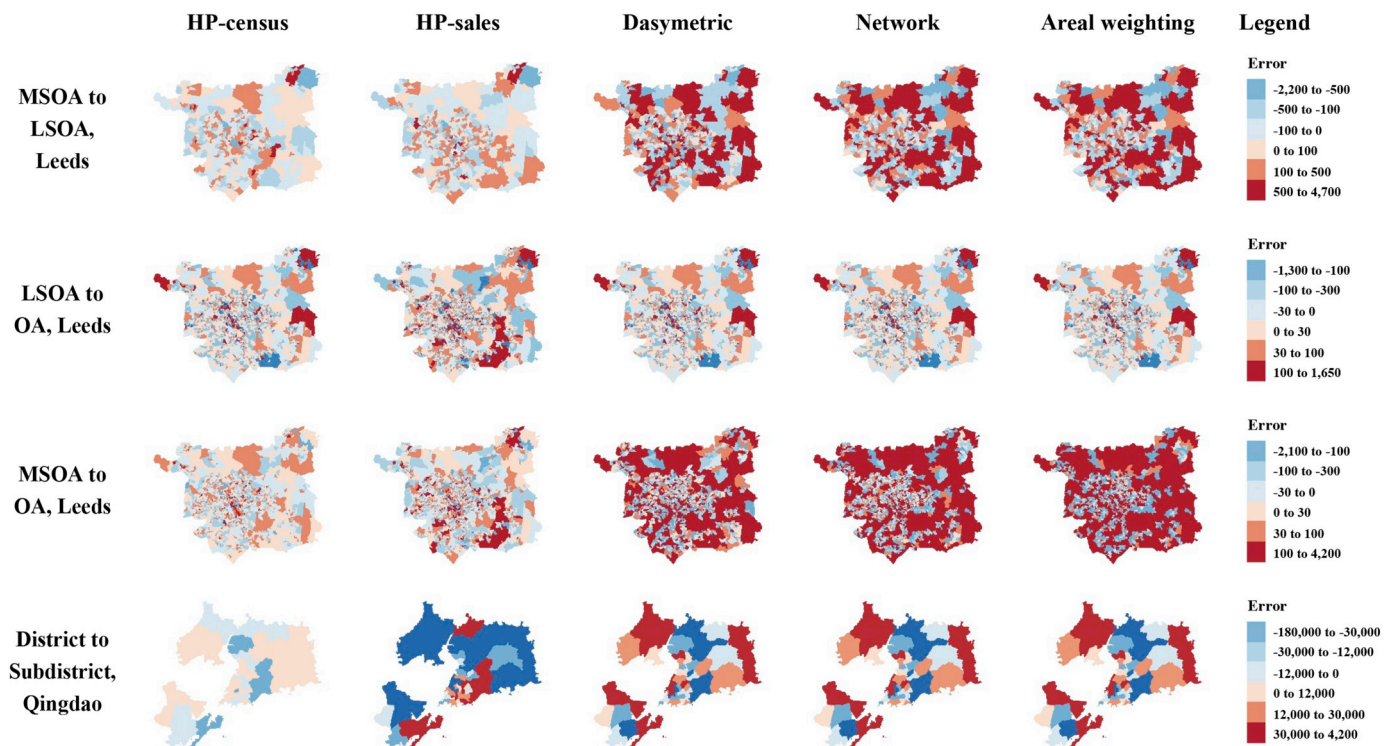 HP-census HP-sales Dasymetric Network Areal weighting Legend
MSOA to
LSOA,
Leeds
Error
-2,200 to -500
-500 to -100
-100 to 0
0 to 100
100 to 500
500 to 4,700
LSOA to
OA, Leeds
Error
-1,300 to -100
-100 to -300
-30 to 0
0 to 30
30 to 100
100 to 1,650
MSOA to
OA, Leeds
Error
-2,100 to -100
-100 to -300
-30 to 0
0 to 30
30 to 100
100 to 4,200
District to
Subdistrict,
Qingdao
Error
-180,000 to -30,000
-30,000 to -12,000
-12,000 to 0
0 to 12,000
12,000 to 30,000
30,000 to 4,200